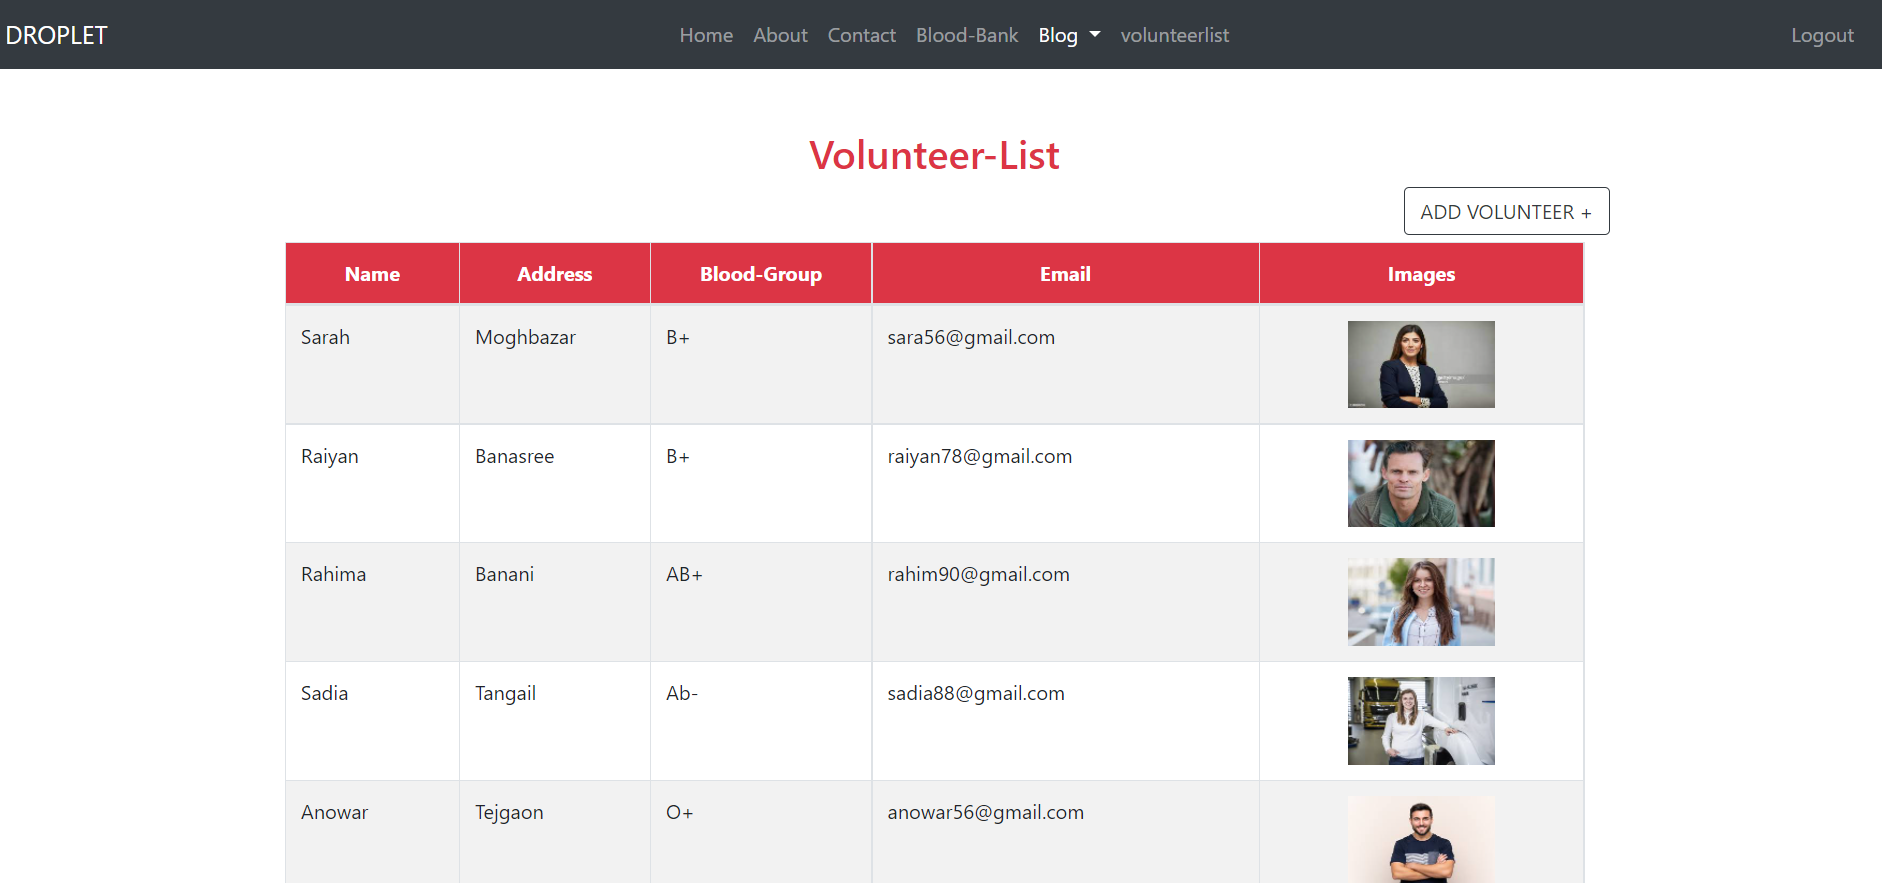 DROPLET Home About Contact Blood-Bank Blog volunteerlist Logout
Volunteer-List
ADD VOLUNTEER +
Name Address Blood-Group Email Images
Sarah Moghbazar B+ sara56@gmail.com
Raiyan Banasree B+ raiyan78@gmail.com
Rahima Banani AB+ rahim90@gmail.com
Sadia Tangail Ab- sadia88@gmail.com
Anowar Tejgaon O+ anowar56@gmail.com